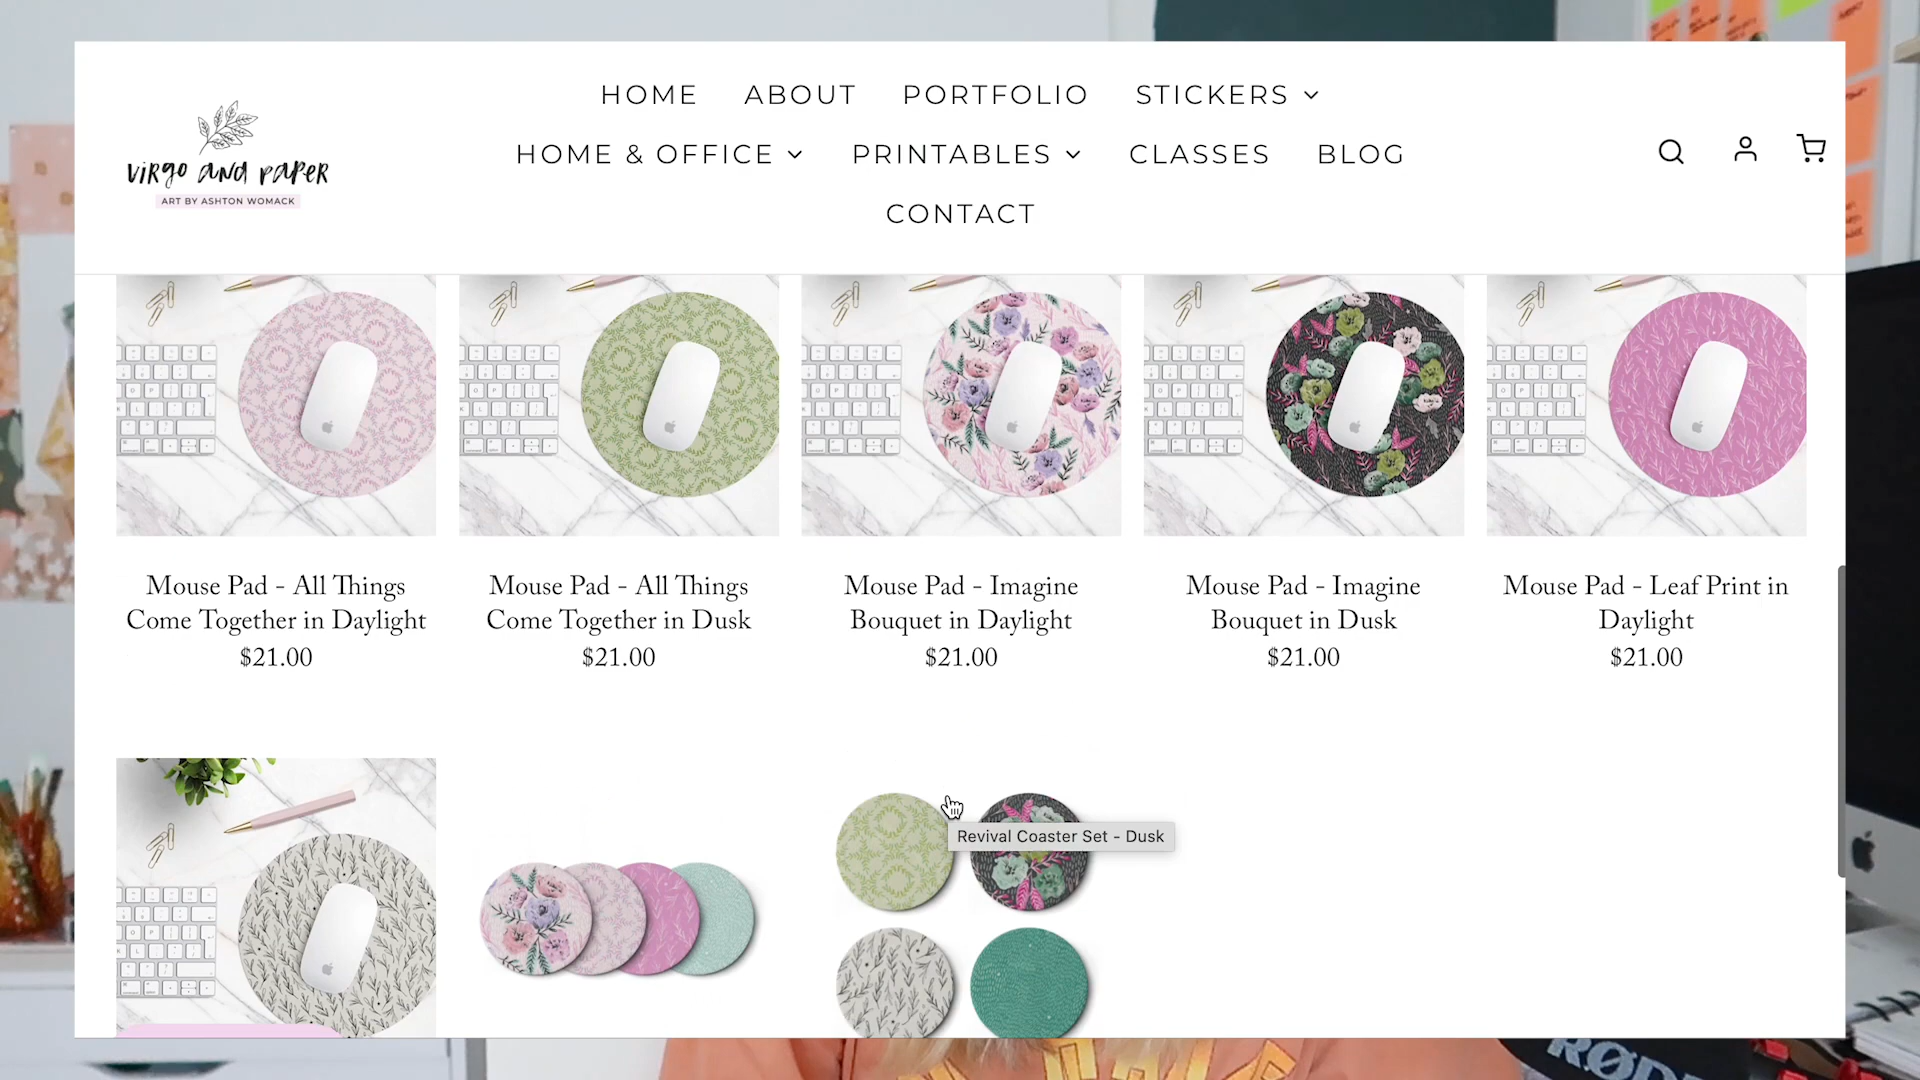 HOME ABOUT PORTFOLIO STICKERS
virgo and paper
ART BY ASHTON WOMACK
HOME & OFFICE PRINTABLES CLASSES BLOG
CONTACT
Mouse Pad - All Things
Come Together in Daylight
$21.00
Mouse Pad - All Things
Come Together in Dusk
$21.00
Mouse Pad - Imagine
Bouquet in Daylight
$21.00
Mouse Pad - Imagine
Bouquet in Dusk
$21.00
Mouse Pad - Leaf Print in
Daylight
$21.00
Revival Coaster Set - Dusk